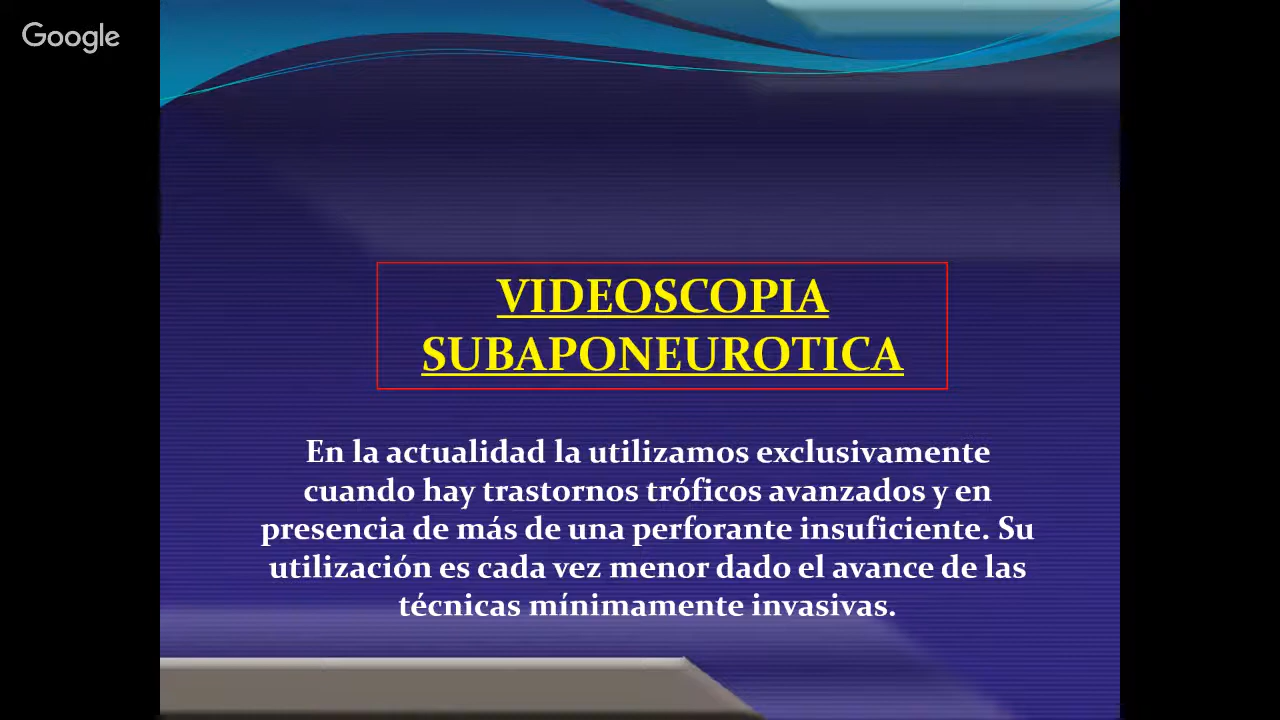 Google
VIDEOSCOPIA
SUBAPONEUROTICA
En la actualidad la utilizamos exclusivamente
cuando hay trastornos tróficos avanzados y en
presencia de más de una perforante insuficiente. Su
utilización es cada vez menor dado el avance de las
técnicas mínimamente invasivas.